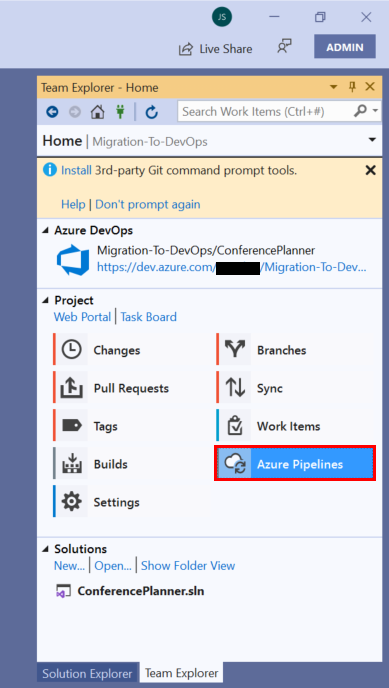 JS
Live Share
ADMIN
Team Explorer - Home
Search Work Items (Ctrl+#)
Home | Migration-To-DevOps
Install 3rd-party Git command prompt tools.
Help | Don't prompt again
Azure DevOps
Migration-To-DevOps/ConferencePlanner
https://dev.azure.com/ /Migration-To-Dev...
Project
Web Portal | Task Board
Changes
Branches
Pull Requests
Sync
Tags
Work Items
Builds
Azure Pipelines
Settings
Solutions
New... | Open... | Show Folder View
ConferencePlanner.sln
Solution Explorer
Team Explorer